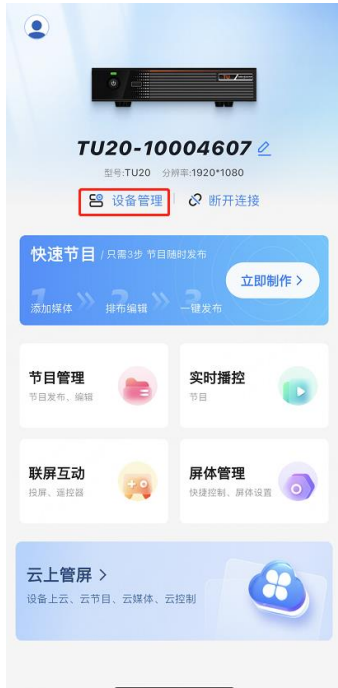 TU20-10004607
型号:TU20 分辨率:1920*1080
设备管理 断开连接
快速节目 / 只需3步 节目随时发布
立即制作 >
1 2 3
添加媒体 排布编辑 一键发布
节目管理 实时播控
节目发布、编辑 节目
联屏互动 屏体管理
投屏、遥控器 快捷控制、屏体设置
云上管屏 >
设备上云、云节目、云媒体、云控制